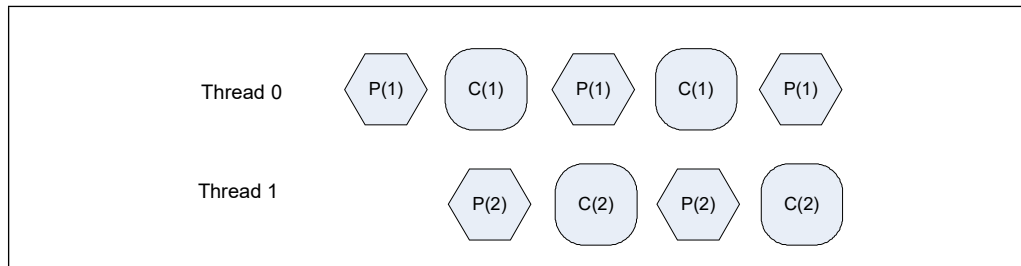 Thread 0 P(1) C(1) P(1) C(1) P(1)
Thread 1 P(2) C(2) P(2) C(2)